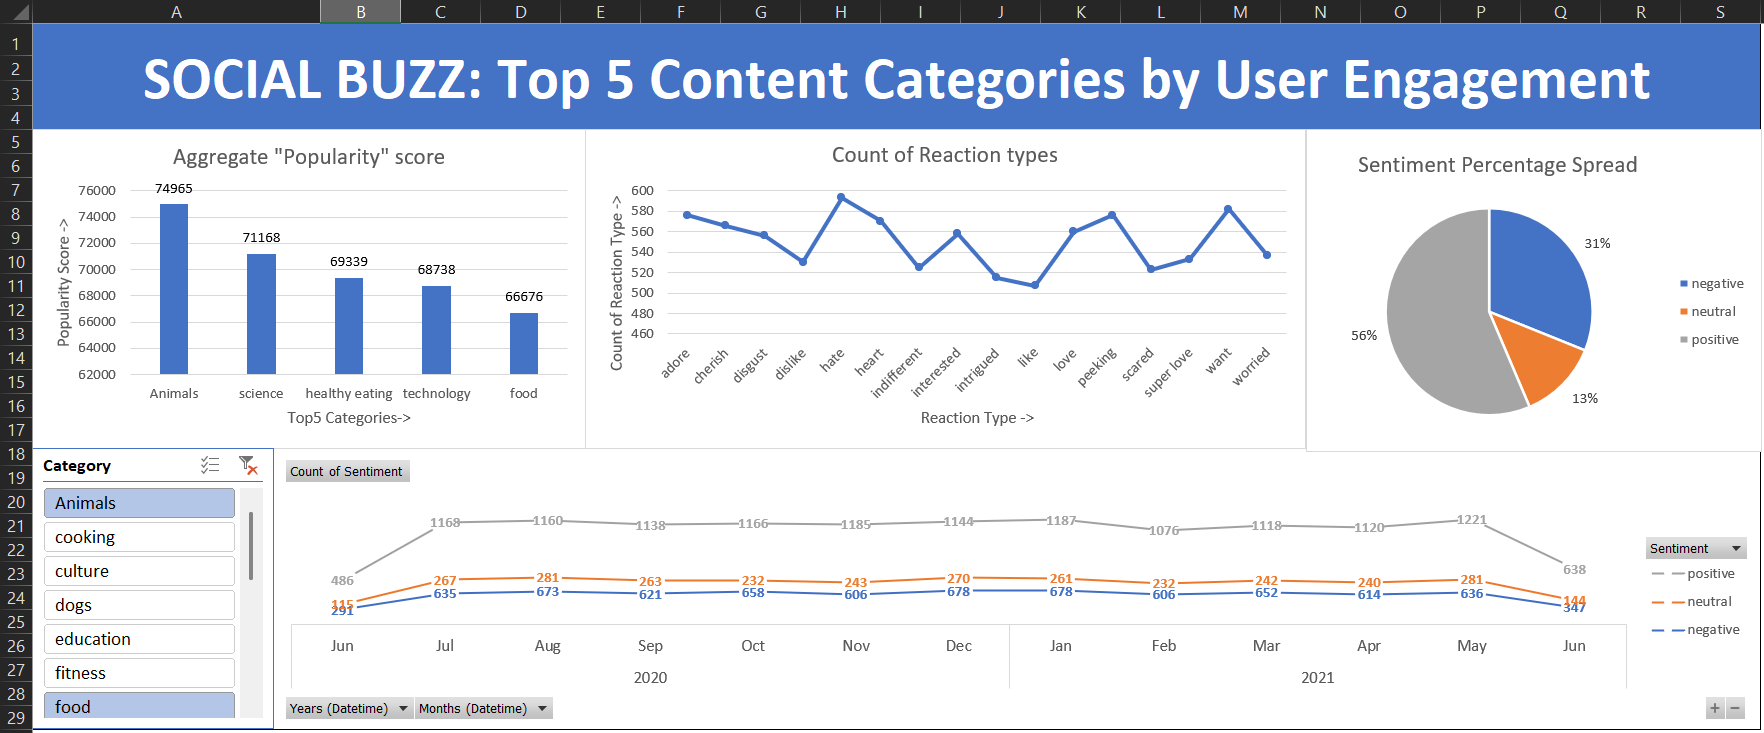 A B C D E F G H I J K L M N O P Q R S
1
2
3
4
5
6
7
8
9
10
11
12
13
14
15
16
17
18
19
20
21
22
23
24
25
26
27
28
29
SOCIAL BUZZ: Top 5 Content Categories by User Engagement
Aggregate "Popularity" score
Popularity Score ->
76000
74000
72000
70000
68000
66000
64000
62000
74965
71168
69339
68738
66676
Animals science healthy eating technology food
Top5 Categories->
Count of Reaction types
Count of Reaction Type ->
600
580
560
540
520
500
480
460
adore cherish disgust dislike hate heart indifferent interested intrigued like love peeking scared super love want worried
Reaction Type ->
Sentiment Percentage Spread
31%
56%
13%
negative
neutral
positive
Category
Animals
cooking
culture
dogs
education
fitness
food
Count of Sentiment
486 1168 1160 1138 1166 1185 1144 1187 1076 1118 1120 1221 638
115 267 281 263 232 243 270 261 232 242 240 281 144
291 635 673 621 658 606 678 678 606 652 614 636 347
Jun Jul Aug Sep Oct Nov Dec Jan Feb Mar Apr May Jun
2020 2021
Sentiment
positive
neutral
negative
Years (Datetime) Months (Datetime)
+ −